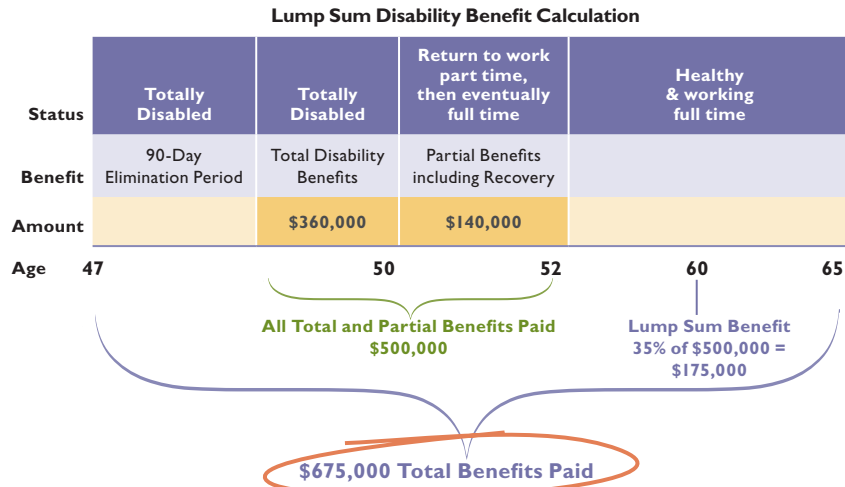 Lump Sum Disability Benefit Calculation
Status
Totally
Disabled
Totally
Disabled
Return to work
part time,
then eventually
full time
Healthy
& working
full time
Benefit
90-Day
Elimination Period
Total Disability
Benefits
Partial Benefits
including Recovery
Amount
$360,000
$140,000
Age
47
50
52
60
65
All Total and Partial Benefits Paid
$500,000
Lump Sum Benefit
35% of $500,000 =
$175,000
$675,000 Total Benefits Paid